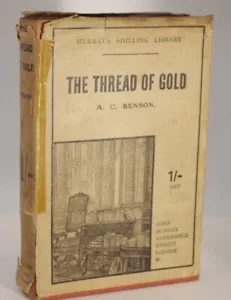 MURRAY'S SHILLING LIBRARY
THE THREAD OF GOLD
A. C. BENSON.
1/-
NET
JOHN
MURRAY
ALBEMARLE
STREET
LONDON
W.
THE
THREAD
OF
GOLD
BENSON